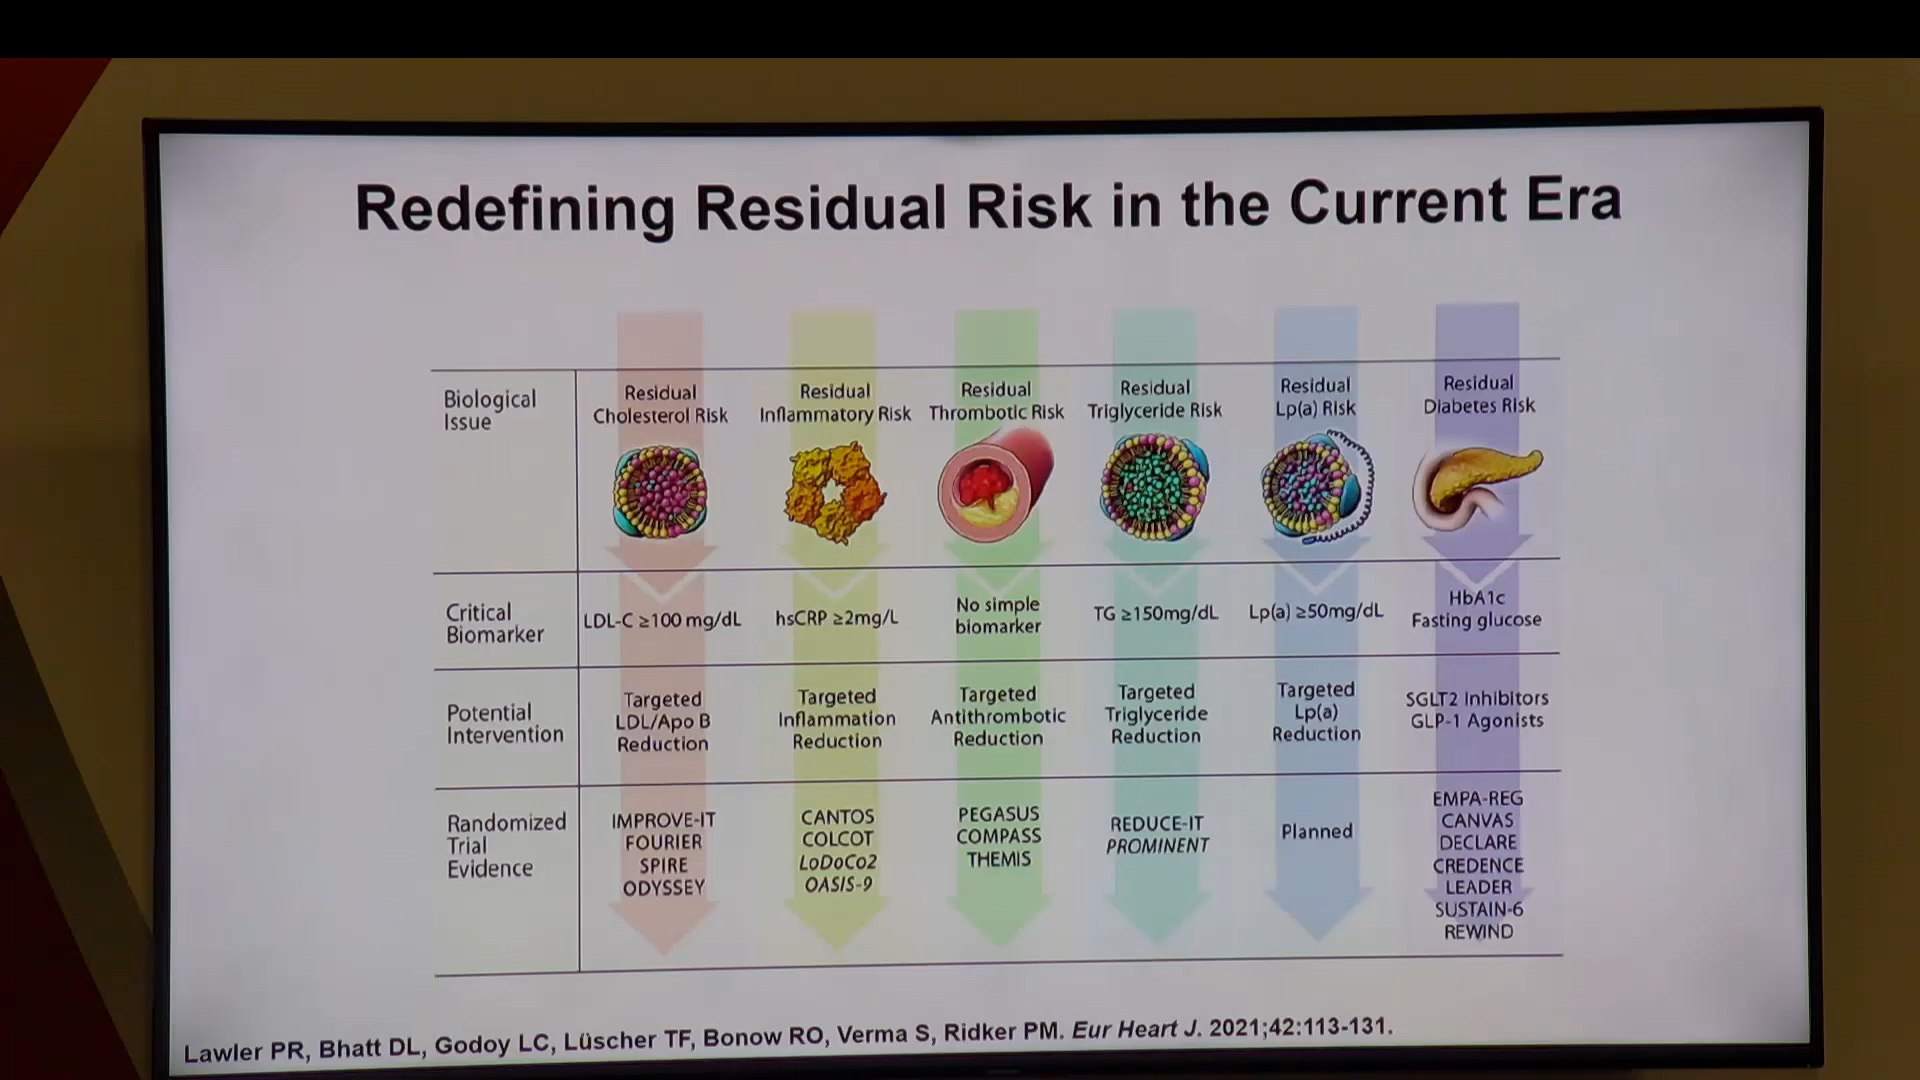 Redefining Residual Risk in the Current Era
Biological
Issue
Residual
Cholesterol Risk
Residual
Inflammatory Risk
Residual
Thrombotic Risk
Residual
Triglyceride Risk
Residual
Lp(a) Risk
Residual
Diabetes Risk
Critical
Biomarker
LDL-C ≥100 mg/dL
hsCRP ≥2mg/L
No simple
biomarker
TG ≥150mg/dL
Lp(a) ≥50mg/dL
HbA1c
Fasting glucose
Potential
Intervention
Targeted
LDL/Apo B
Reduction
Targeted
Inflammation
Reduction
Targeted
Antithrombotic
Reduction
Targeted
Triglyceride
Reduction
Targeted
Lp(a)
Reduction
SGLT2 Inhibitors
GLP-1 Agonists
Randomized
Trial
Evidence
IMPROVE-IT
FOURIER
SPIRE
ODYSSEY
CANTOS
COLCOT
LoDoCo2
OASIS-9
PEGASUS
COMPASS
THEMIS
REDUCE-IT
PROMINENT
Planned
EMPA-REG
CANVAS
DECLARE
CREDENCE
LEADER
SUSTAIN-6
REWIND
Lawler PR, Bhatt DL, Godoy LC, Lüscher TF, Bonow RO, Verma S, Ridker PM. Eur Heart J. 2021;42:113-131.